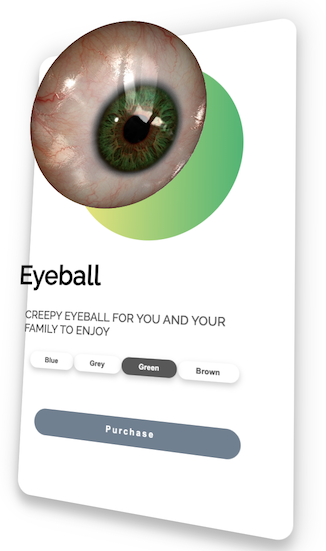 Eyeball
CREEPY EYEBALL FOR YOU AND YOUR
FAMILY TO ENJOY
Blue Grey Green Brown
Purchase